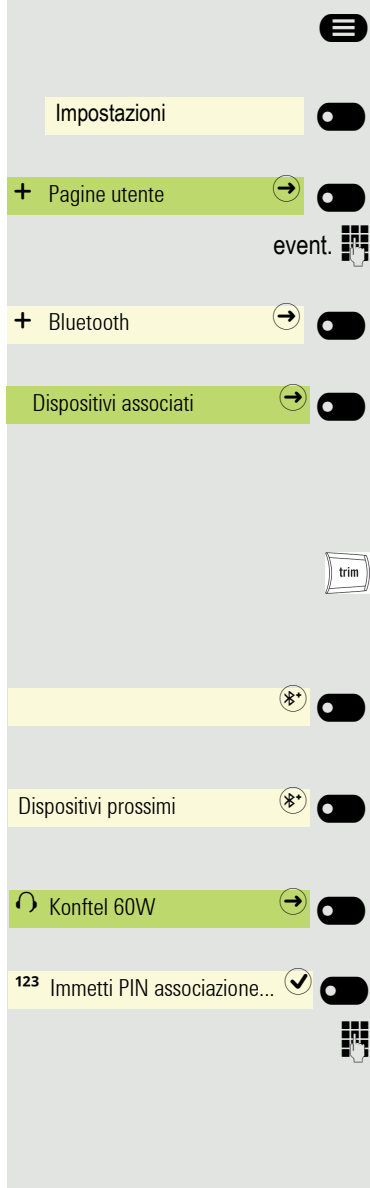 Impostazioni
+ Pagine utente
event.
+ Bluetooth
Dispositivi associati
trim
Dispositivi prossimi
Konftel 60W
123 Immetti PIN associazione...